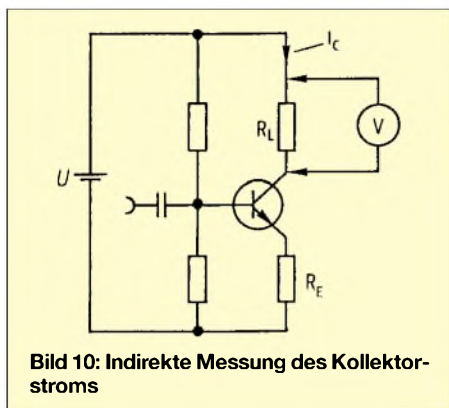 I_C
R_L
V
U
R_E
Bild 10: Indirekte Messung des Kollektor-
stroms